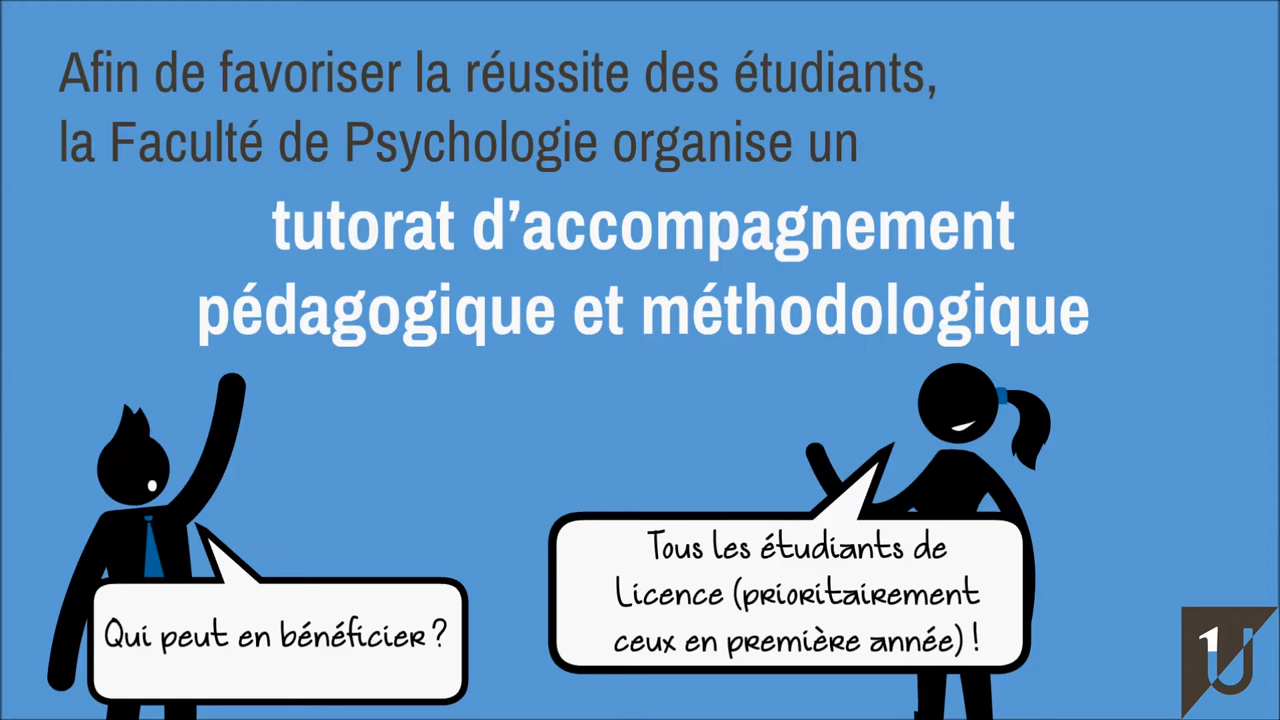 Afin de favoriser la réussite des étudiants,
la Faculté de Psychologie organise un
tutorat d’accompagnement
pédagogique et méthodologique
Qui peut en bénéficier ?
Tous les étudiants de
Licence (prioritairement
ceux en première année) !
1U